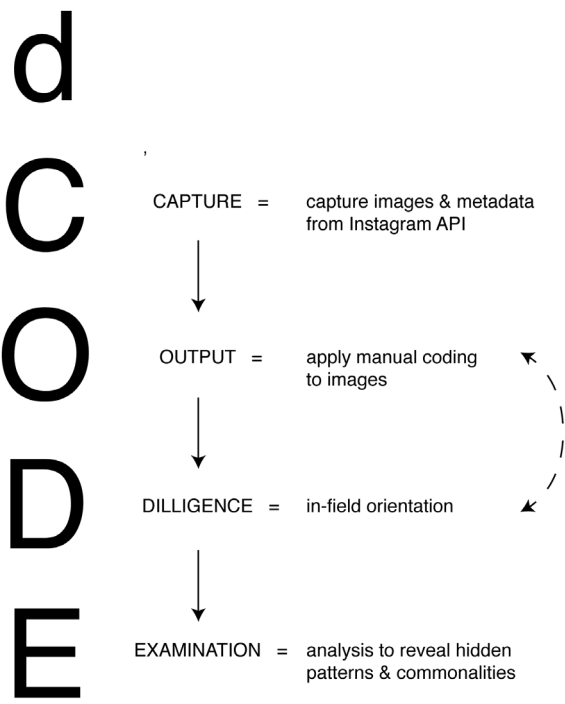 d
,
C
CAPTURE = capture images & metadata
from Instagram API
O
OUTPUT = apply manual coding
to images
D
DILLIGENCE = in-field orientation
E
EXAMINATION = analysis to reveal hidden
patterns & commonalities